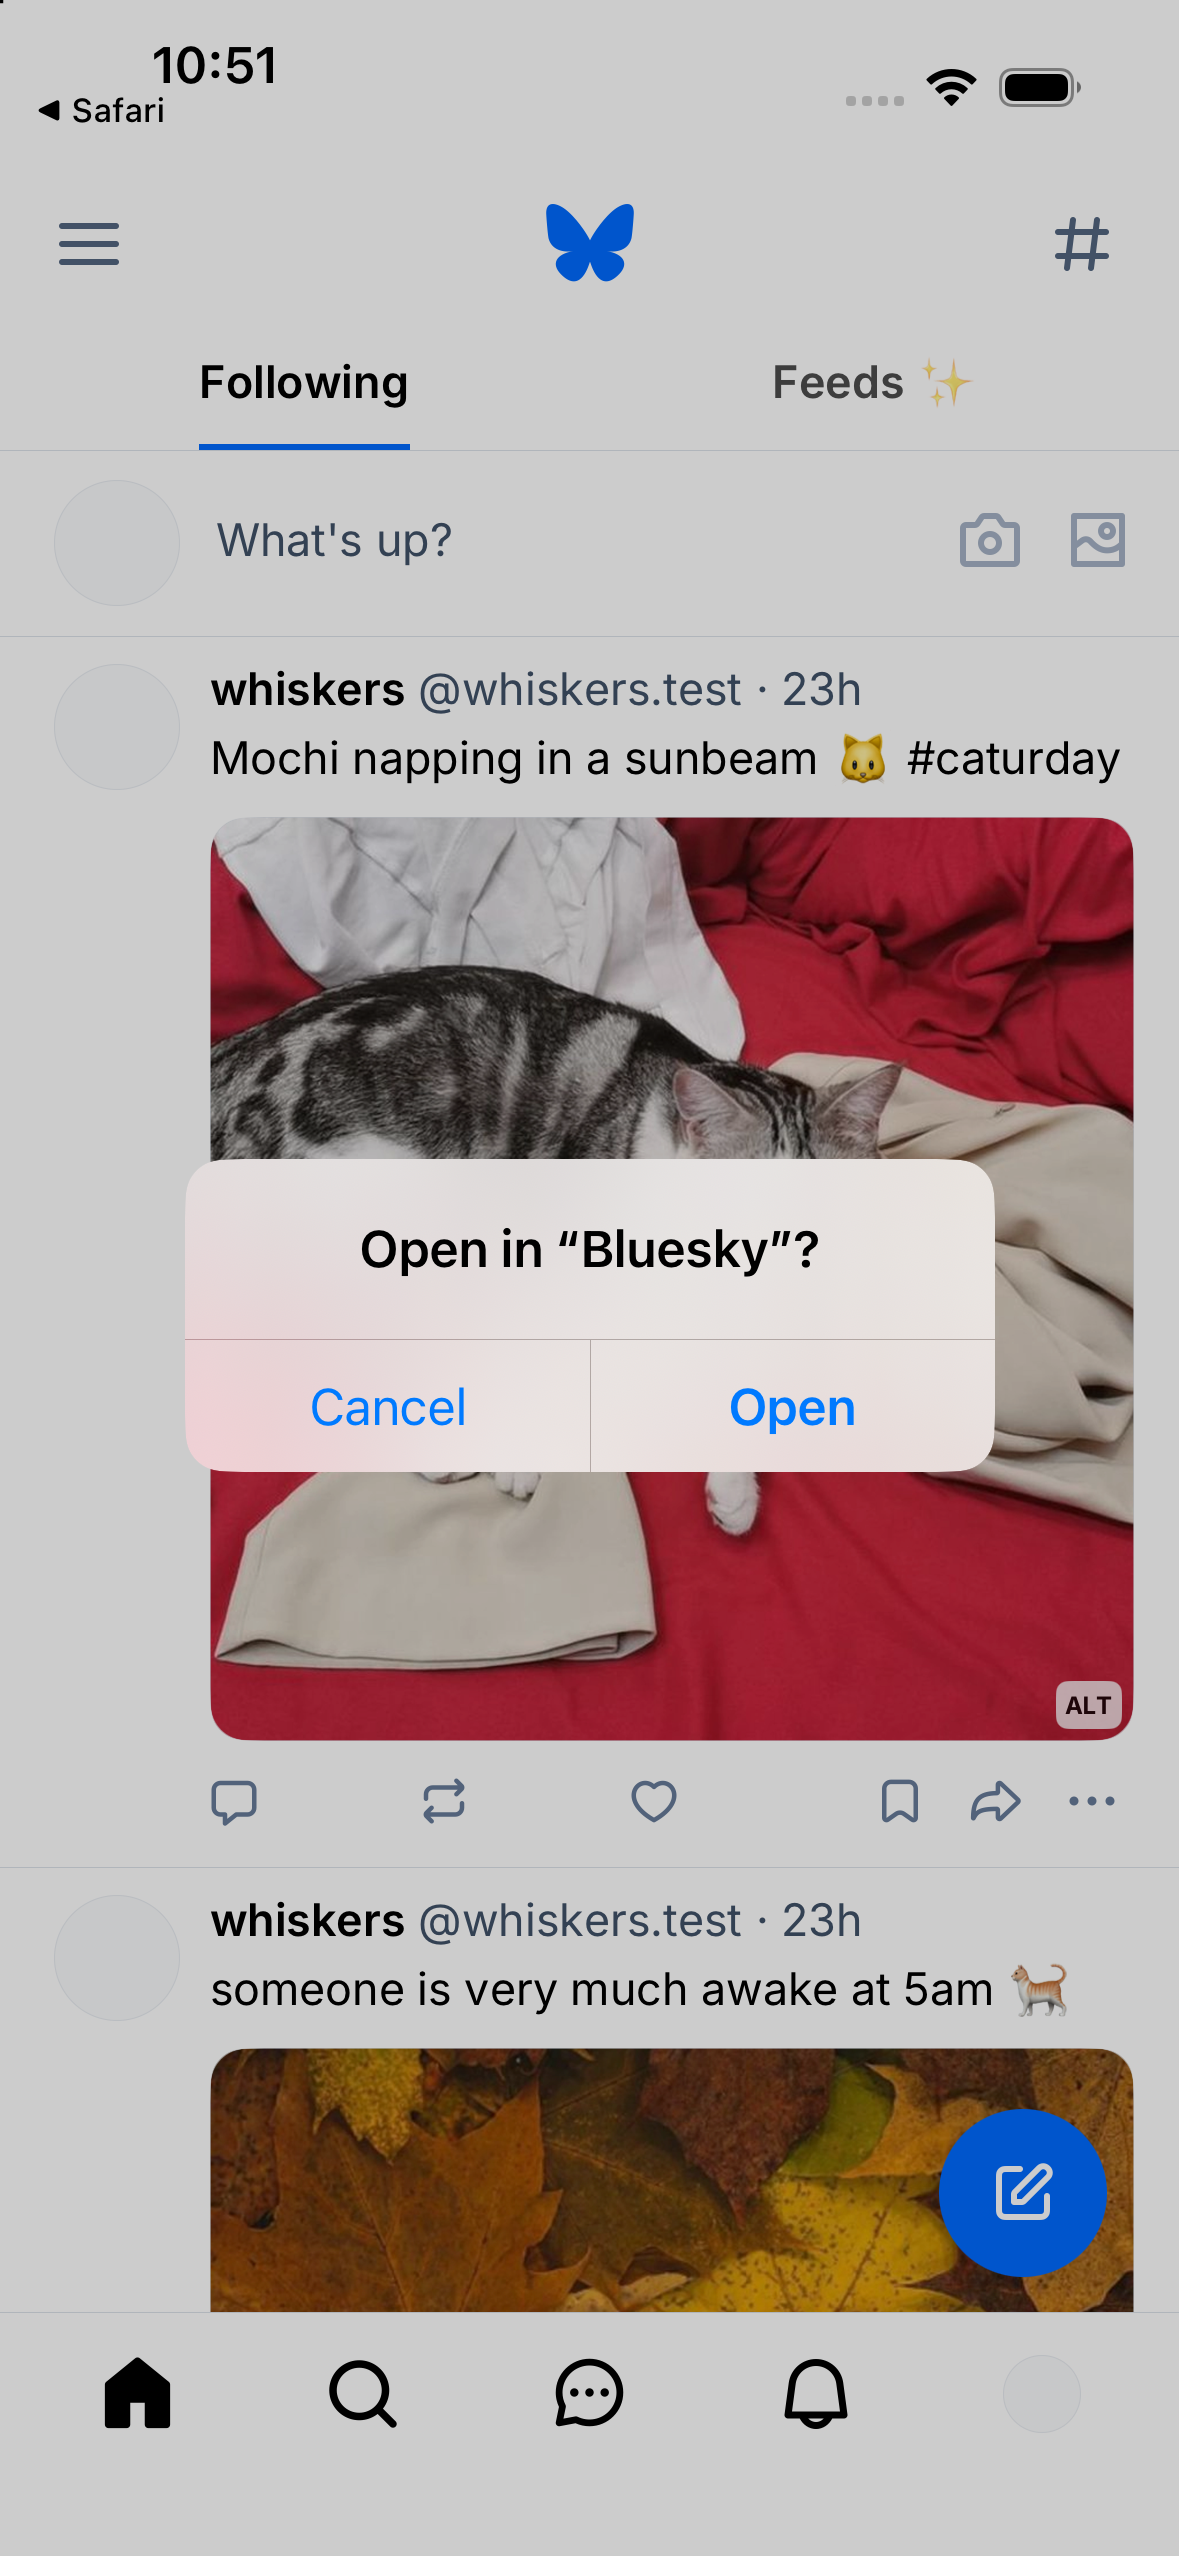 10:51
Safari
Following
Feeds ✨
What's up?
whiskers @whiskers.test · 23h
Mochi napping in a sunbeam 🐱 #caturday
Open in “Bluesky”?
Cancel
Open
ALT
whiskers @whiskers.test · 23h
someone is very much awake at 5am 🐈